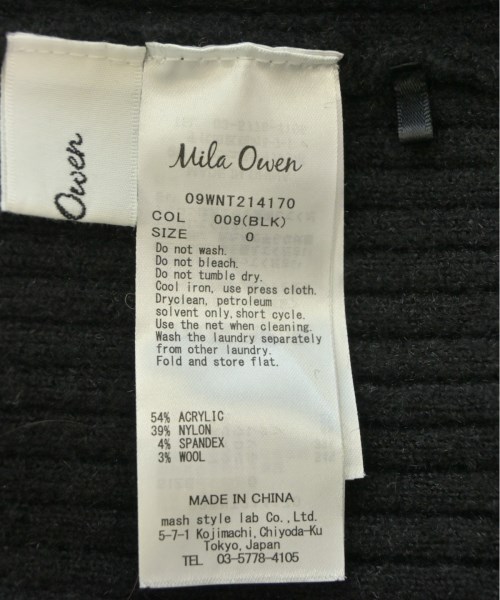 Owen
Mila Owen
09WNT214170
COL 009(BLK)
SIZE 0
Do not wash.
Do not bleach.
Do not tumble dry.
Cool iron, use press cloth.
Dryclean, petroleum
solvent only, short cycle.
Use the net when cleaning.
Wash the laundry separately
from other laundry.
Fold and store flat.
54% ACRYLIC
39% NYLON
4% SPANDEX
3% WOOL
MADE IN CHINA
mash style lab Co.,Ltd.
5-7-1 Kojimachi,Chiyoda-Ku
Tokyo,Japan
TEL 03-5778-4105